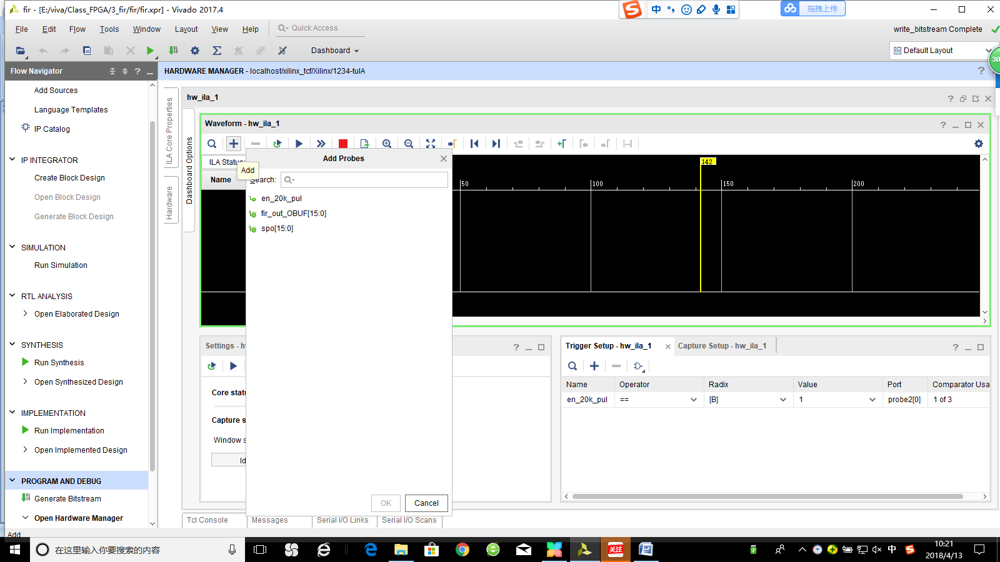 fir - [E:/viva/Class_FPGA/3_fir/fir/fir.xpr] - Vivado 2017.4
中
拖拽上传
File Edit Flow Tools Window Layout View Help
Quick Access
write_bitstream Complete
Dashboard
Default Layout
30
Flow Navigator
HARDWARE MANAGER - localhost/xilinx_tcf/Xilinx/1234-tulA
Add Sources
Language Templates
IP Catalog
IP INTEGRATOR
Create Block Design
Open Block Design
Generate Block Design
SIMULATION
Run Simulation
RTL ANALYSIS
Open Elaborated Design
SYNTHESIS
Run Synthesis
Open Synthesized Design
IMPLEMENTATION
Run Implementation
Open Implemented Design
PROGRAM AND DEBUG
Generate Bitstream
Open Hardware Manager
ILA Core Properties
Hardware
Dashboard Options
hw_ila_1
Waveform - hw_ila_1
ILA Status:
Name
Add
Add Probes
Search:
en_20k_pul
fir_out_OBUF[15:0]
spo[15:0]
OK
Cancel
142
50 100 150 200
Settings - hw
Core statu
Capture s
Window s
Id
Trigger Setup - hw_ila_1
Capture Setup - hw_ila_1
Name Operator Radix Value Port Comparator Usa
en_20k_pul == [B] 1 probe2[0] 1 of 3
Tcl Console Messages Serial I/O Links Serial I/O Scans
Add
在这里输入你要搜索的内容
关注
中
10:21
2018/4/13